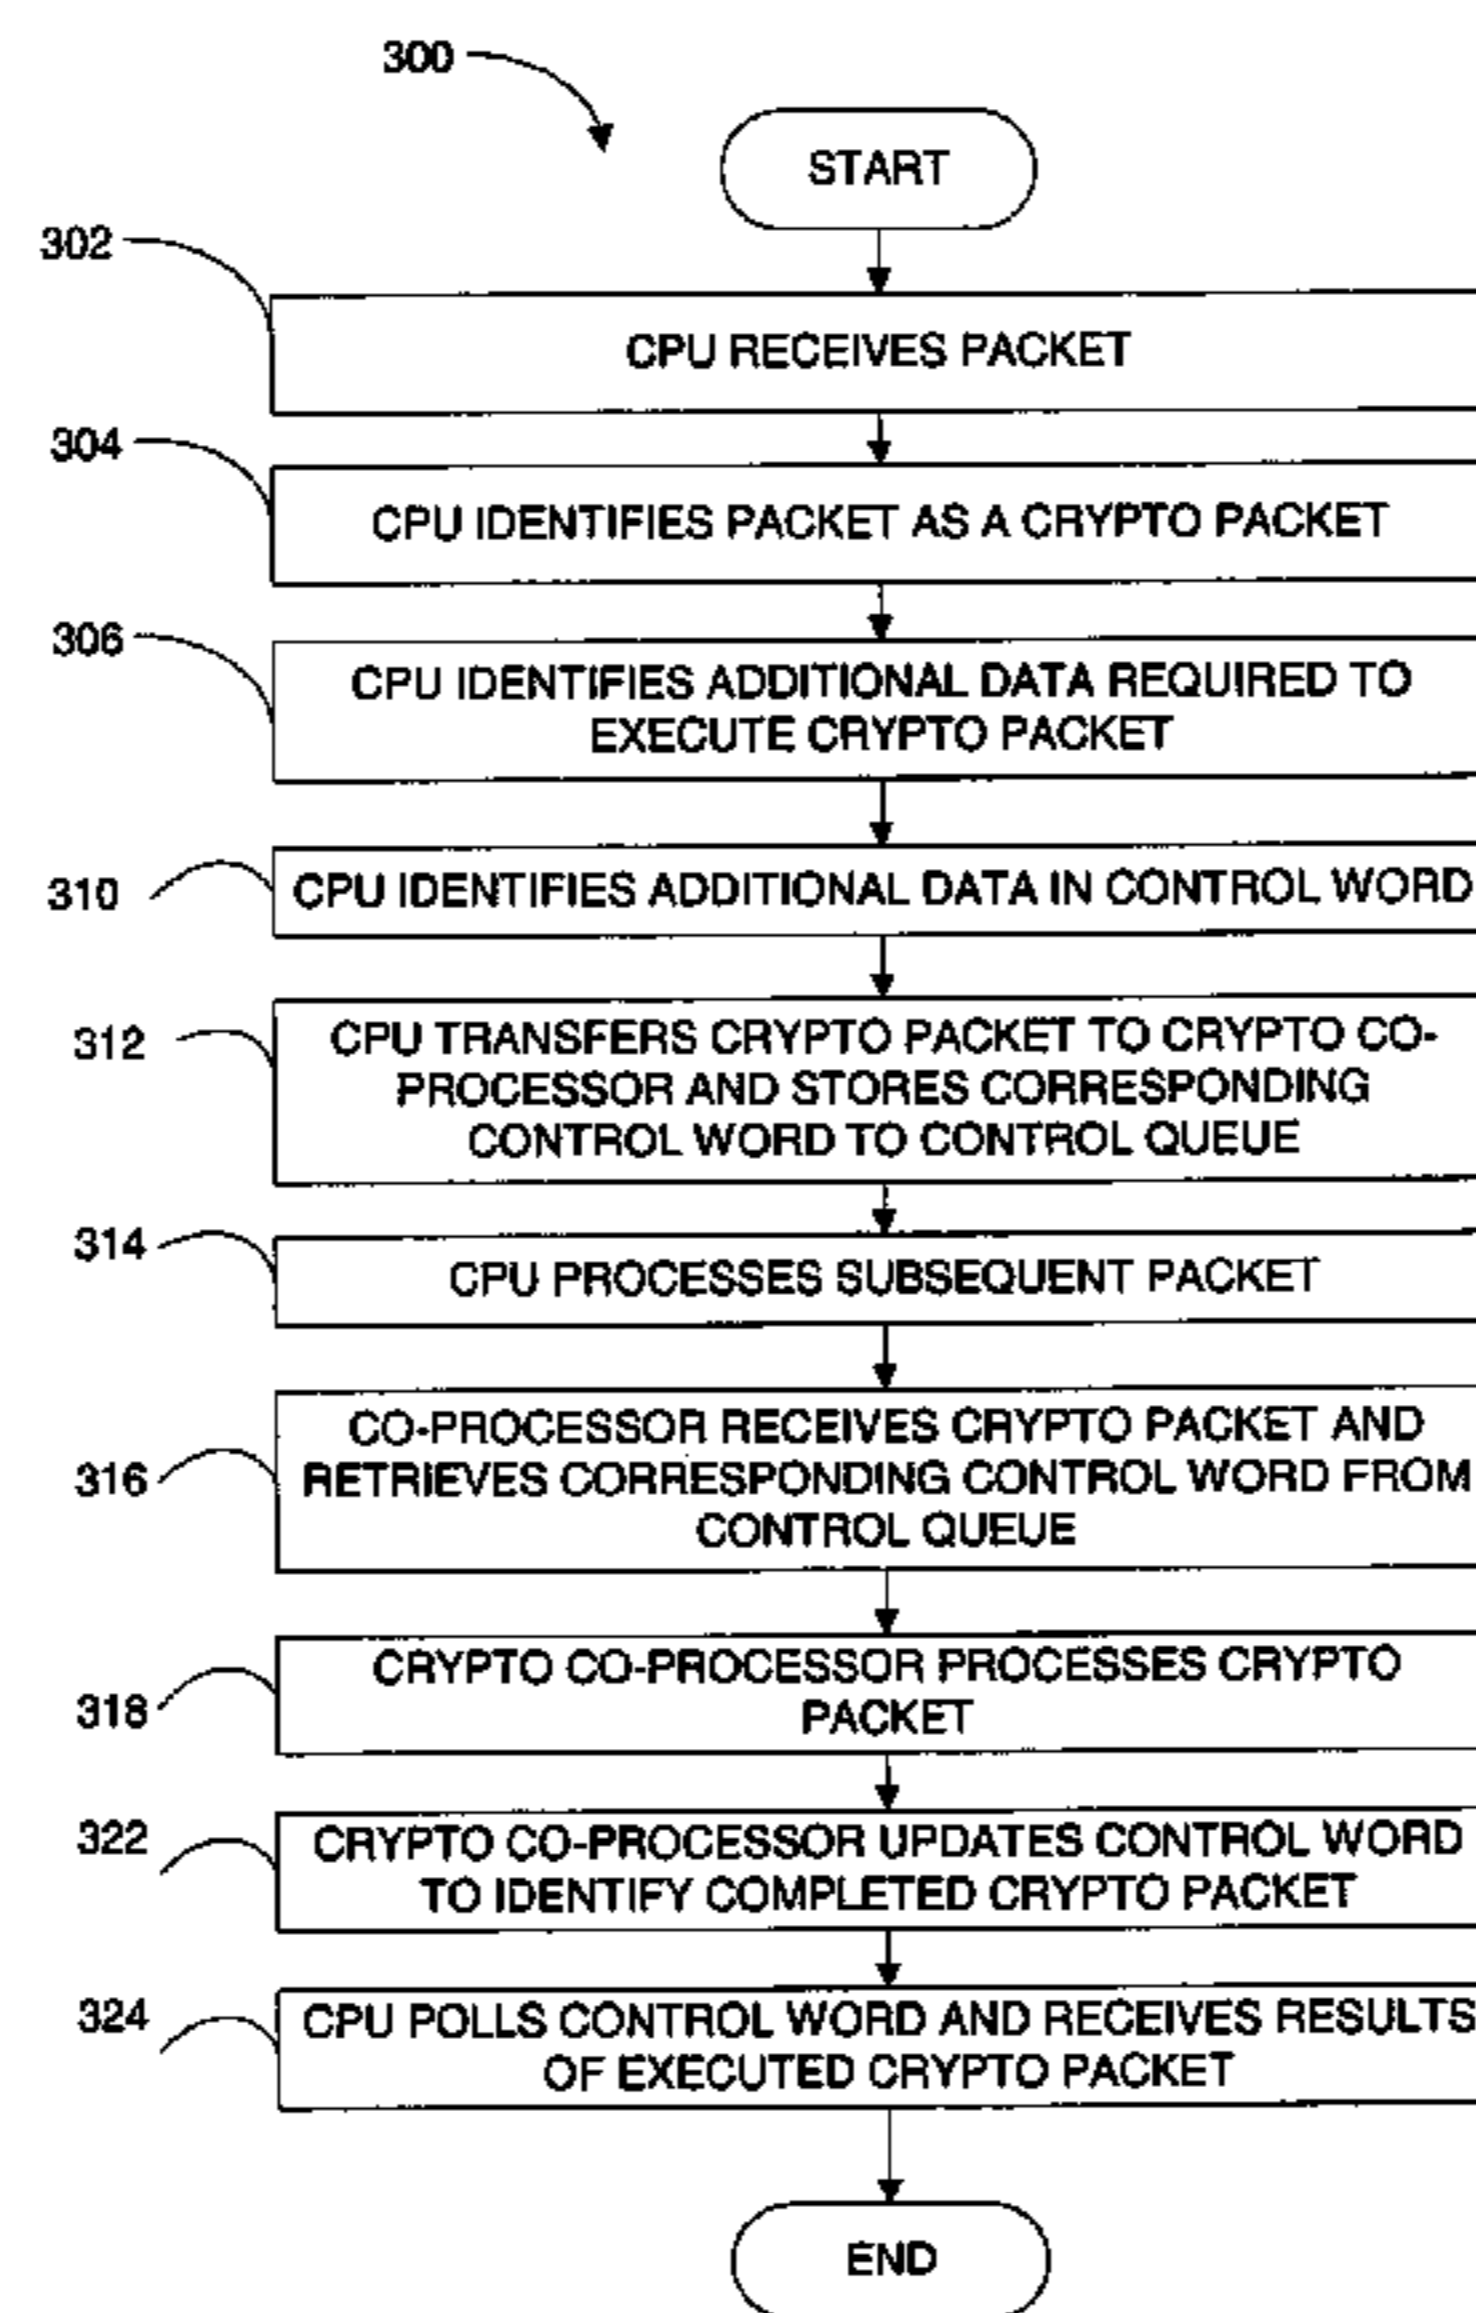 300
START
302
CPU RECEIVES PACKET
304
CPU IDENTIFIES PACKET AS A CRYPTO PACKET
306
CPU IDENTIFIES ADDITIONAL DATA REQUIRED TO
EXECUTE CRYPTO PACKET
310
CPU IDENTIFIES ADDITIONAL DATA IN CONTROL WORD
312
CPU TRANSFERS CRYPTO PACKET TO CRYPTO CO-
PROCESSOR AND STORES CORRESPONDING
CONTROL WORD TO CONTROL QUEUE
314
CPU PROCESSES SUBSEQUENT PACKET
316
CO-PROCESSOR RECEIVES CRYPTO PACKET AND
RETRIEVES CORRESPONDING CONTROL WORD FROM
CONTROL QUEUE
318
CRYPTO CO-PROCESSOR PROCESSES CRYPTO
PACKET
322
CRYPTO CO-PROCESSOR UPDATES CONTROL WORD
TO IDENTIFY COMPLETED CRYPTO PACKET
324
CPU POLLS CONTROL WORD AND RECEIVES RESULTS
OF EXECUTED CRYPTO PACKET
END